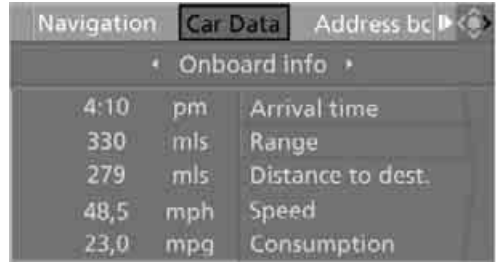 Navigation Car Data Address bc
Onboard info
4:10 pm Arrival time
330 mls Range
279 mls Distance to dest.
48,5 mph Speed
23,0 mpg Consumption